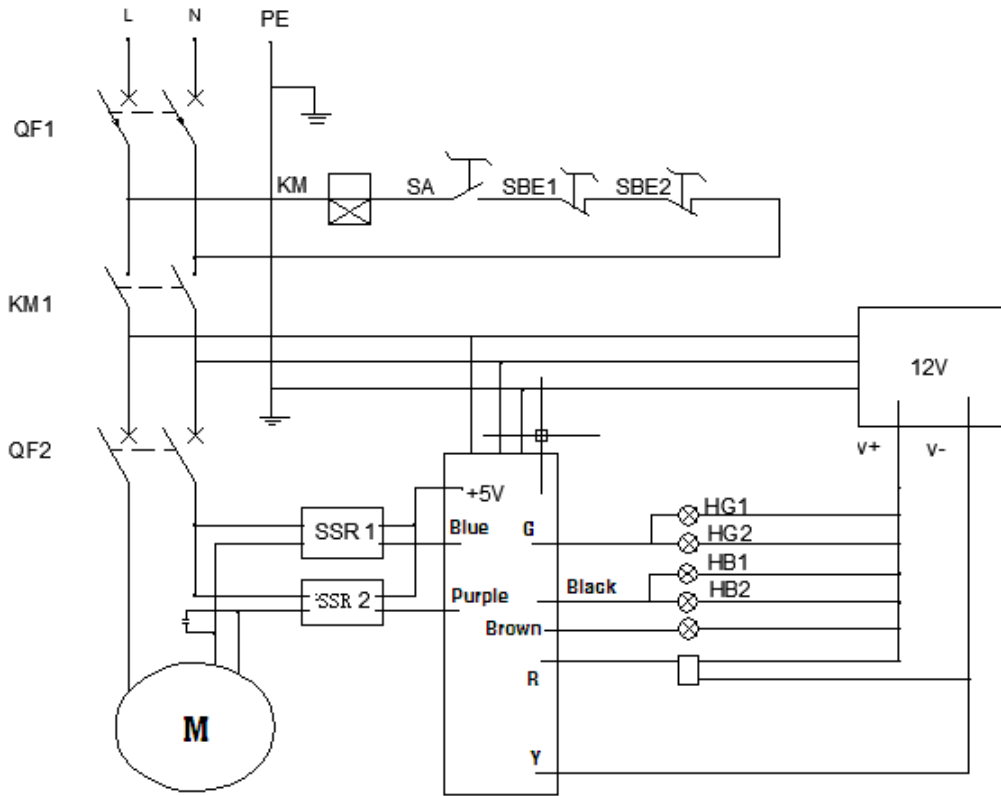 L N PE
QF1
KM SA SBE1 SBE2
KM1
12V
QF2
V+ V-
+5V
HG1
SSR 1 Blue G
HG2
HB1
SSR 2 Purple Black HB2
Brown
R
M
Y